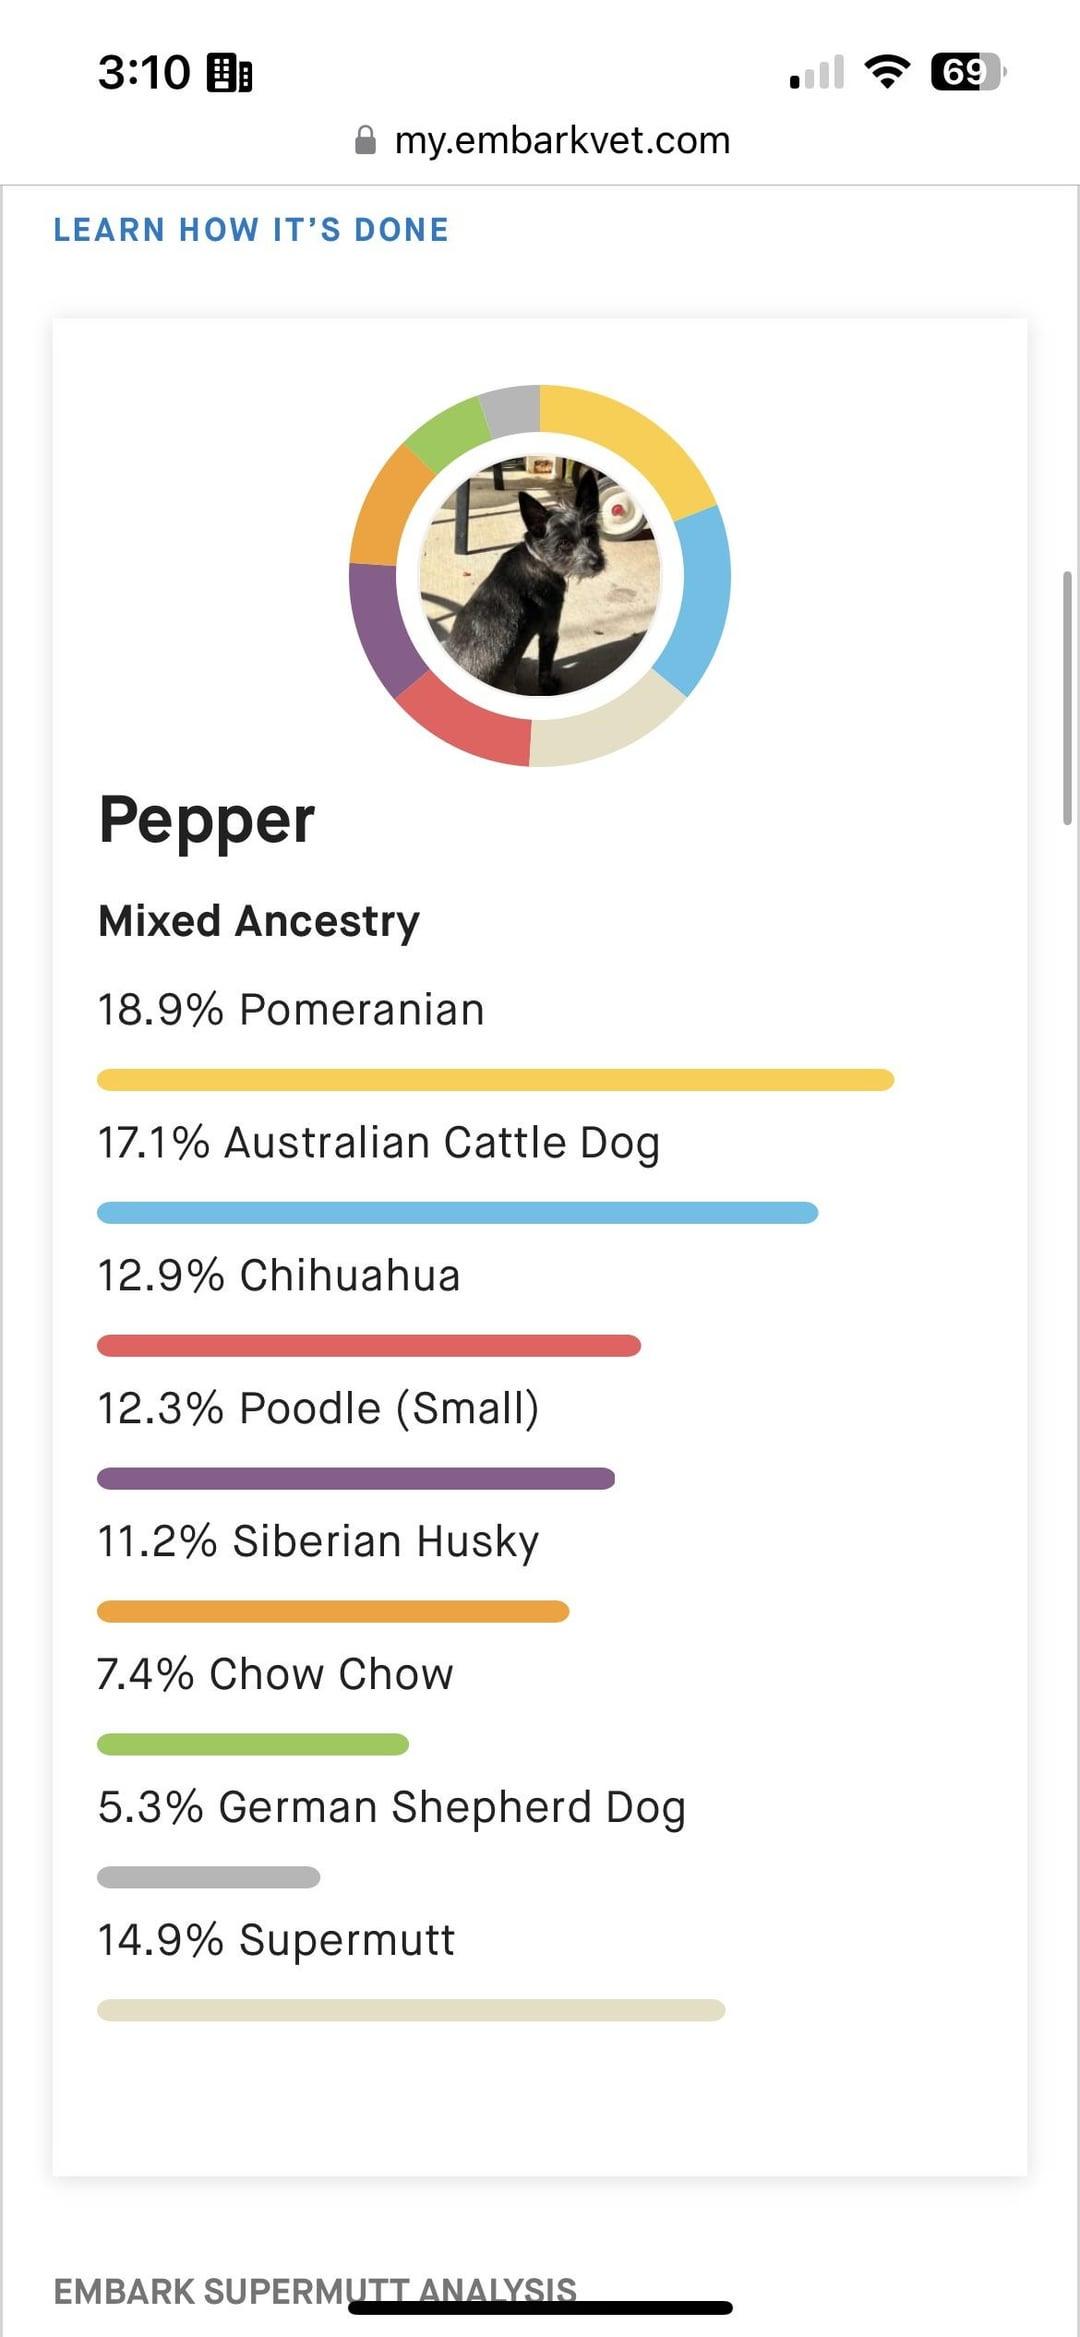 3:10
69
my.embarkvet.com
LEARN HOW IT’S DONE
Pepper
Mixed Ancestry
18.9% Pomeranian
17.1% Australian Cattle Dog
12.9% Chihuahua
12.3% Poodle (Small)
11.2% Siberian Husky
7.4% Chow Chow
5.3% German Shepherd Dog
14.9% Supermutt
EMBARK SUPERMUTT ANALYSIS